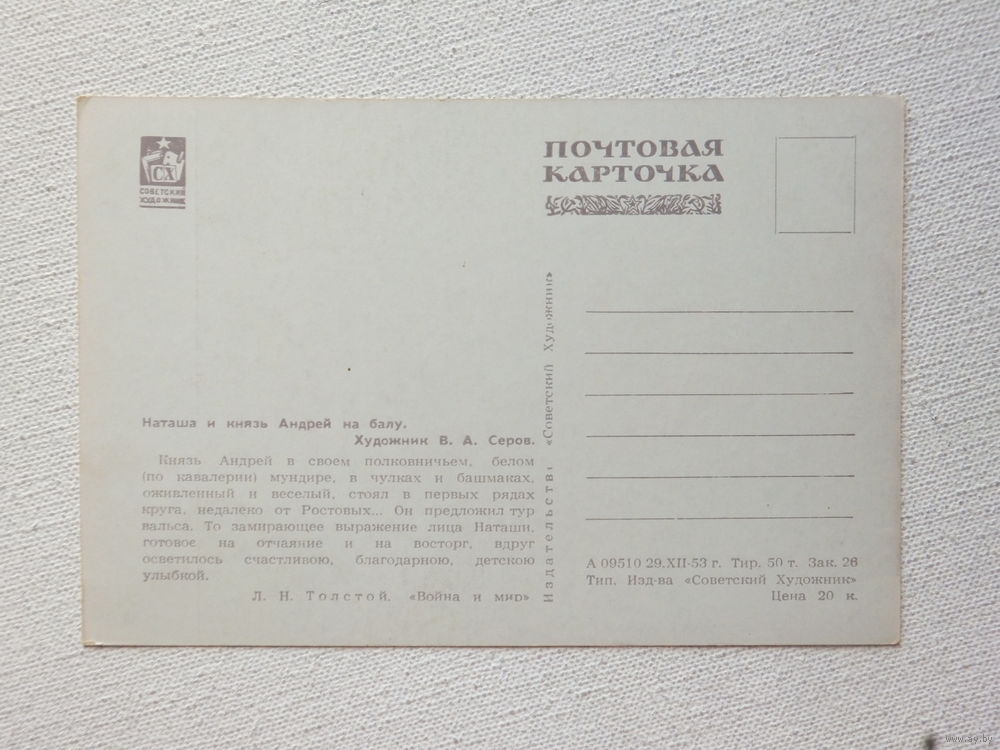 СХ
СОВЕТСКИЙ
ХУДОЖНИК
ПОЧТОВАЯ
КАРТОЧКА
Наташа и князь Андрей на балу.
Художник В. А. Серов.
Князь Андрей в своем полковничьем, белом
(по кавалерии) мундире, в чулках и башмаках,
оживленный и веселый, стоял в первых рядах
круга, недалеко от Ростовых... Он предложил тур
вальса. То замирающее выражение лица Наташи,
готовое на отчаяние и на восторг, вдруг
осветилось счастливою, благодарною, детскою
улыбкой.
Л. Н. Толстой. «Война и мир»
Издательство «Советский Художник»
А 09510 29.XII-53 г. Тир. 50 т. Зак. 26
Тип. Изд-ва «Советский Художник»
Цена 20 к.
www.ay.by